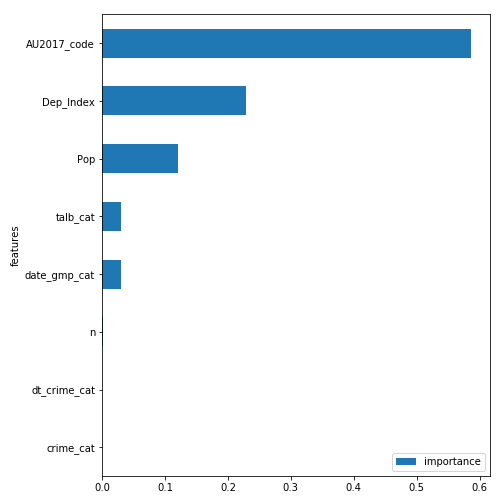 AU2017_code
Dep_Index
Pop
talb_cat
date_gmp_cat
n
dt_crime_cat
crime_cat
features
importance
0.0 0.1 0.2 0.3 0.4 0.5 0.6